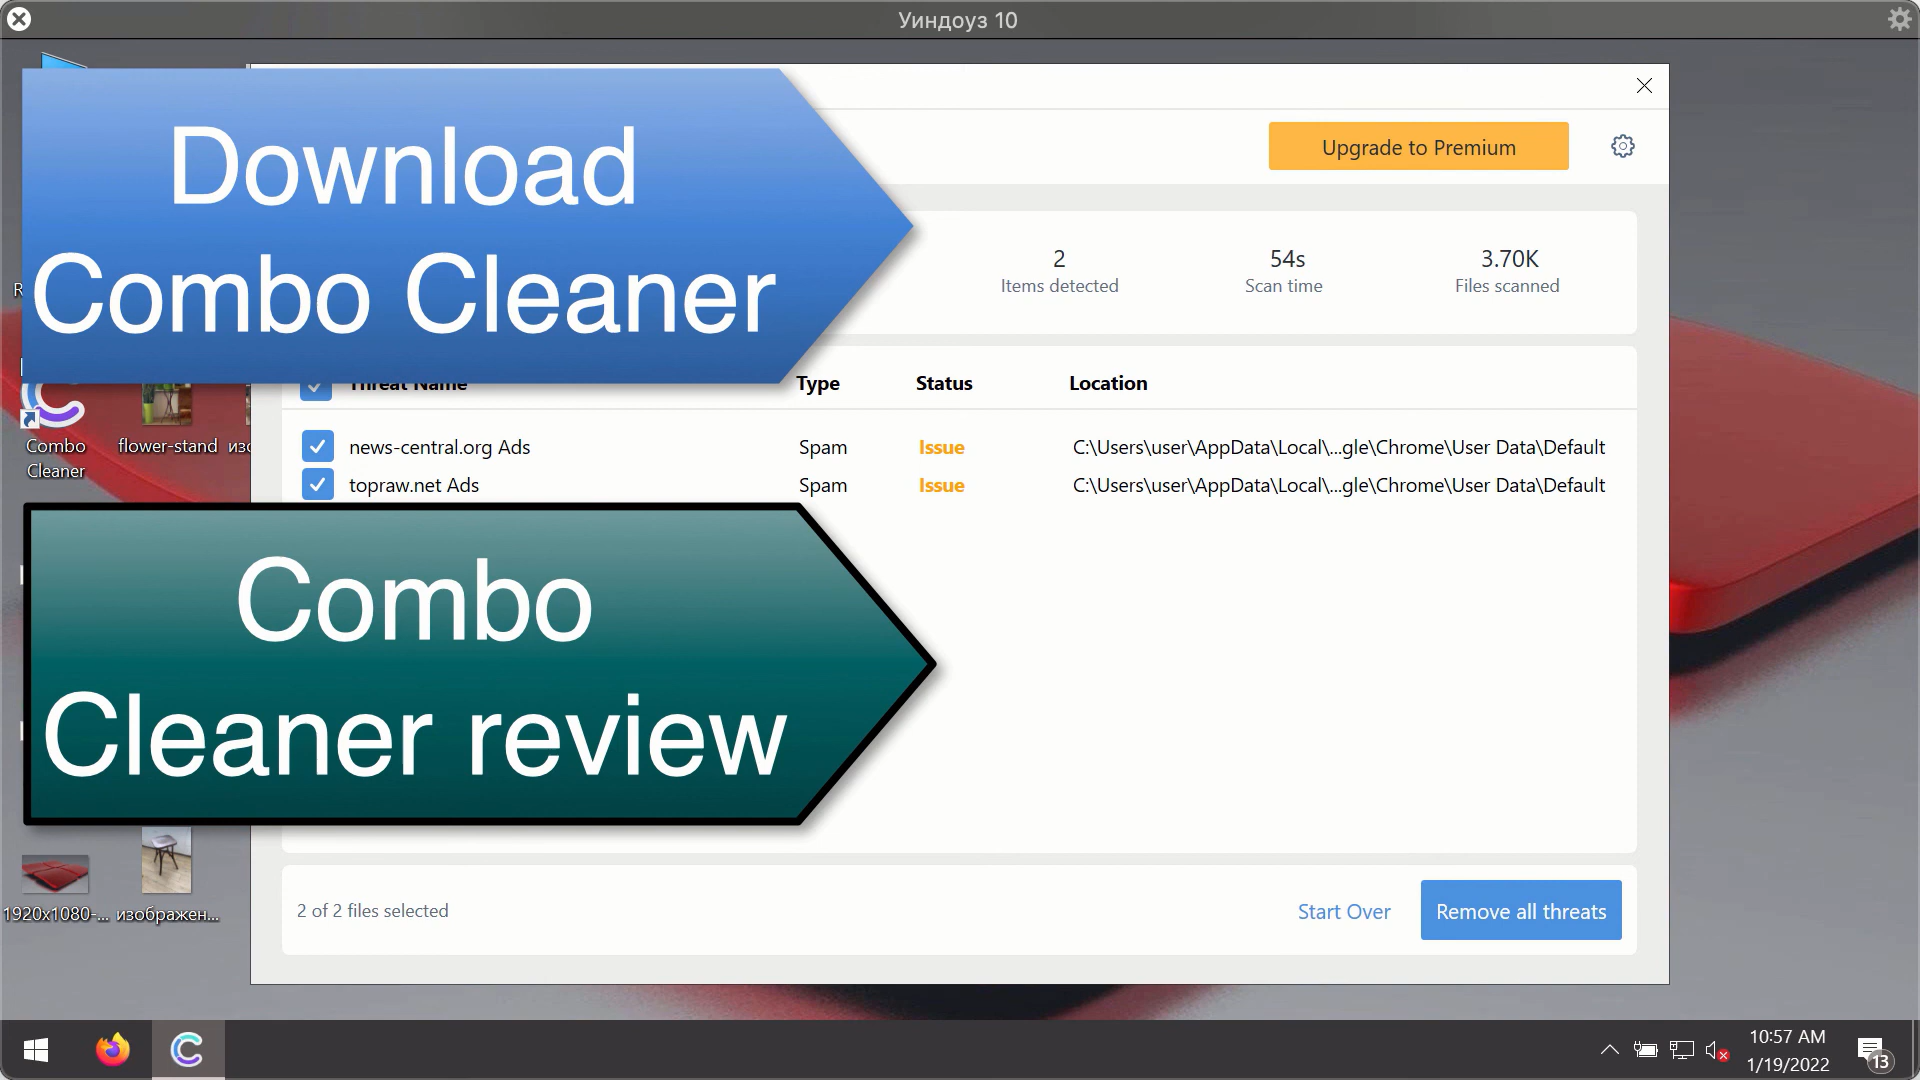 Уиндоуз 10
Download
Combo Cleaner
Upgrade to Premium
2
Items detected
54s
Scan time
3.70K
Files scanned
Threat Name
Type
Status
Location
news-central.org Ads
Spam
Issue
C:\Users\user\AppData\Local\...gle\Chrome\User Data\Default
topraw.net Ads
Spam
Issue
C:\Users\user\AppData\Local\...gle\Chrome\User Data\Default
Combo
Cleaner
flower-stand
Combo
Cleaner review
1920x1080-...
изображен...
2 of 2 files selected
Start Over
Remove all threats
10:57 AM
1/19/2022
13